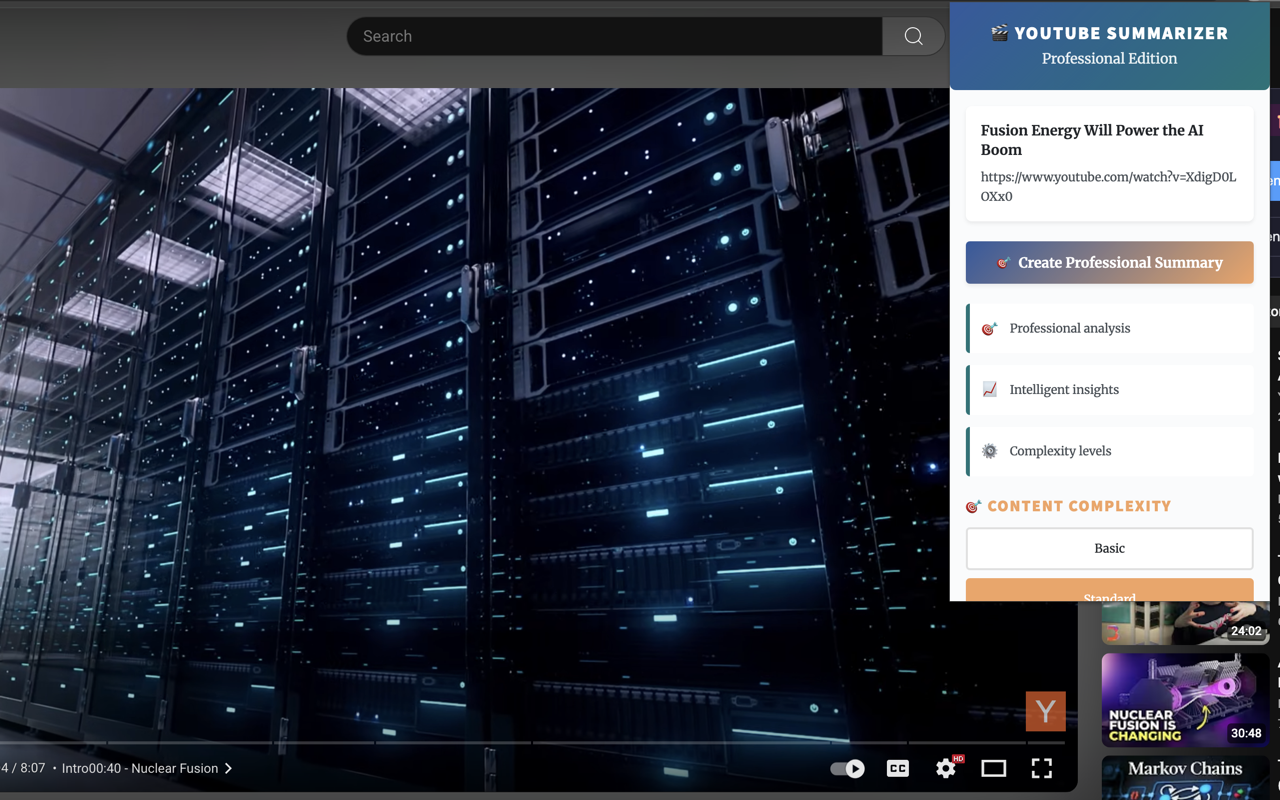 Search
YOUTUBE SUMMARIZER
Professional Edition
Fusion Energy Will Power the AI
Boom
https://www.youtube.com/watch?v=XdigD0L
OXx0
Create Professional Summary
Professional analysis
Intelligent insights
Complexity levels
CONTENT COMPLEXITY
Basic
Standard
24:02
NUCLEAR
FUSION IS
CHANGING
30:48
Markov Chains
Y
4 / 8:07 • Intro00:40 - Nuclear Fusion
CC
HD